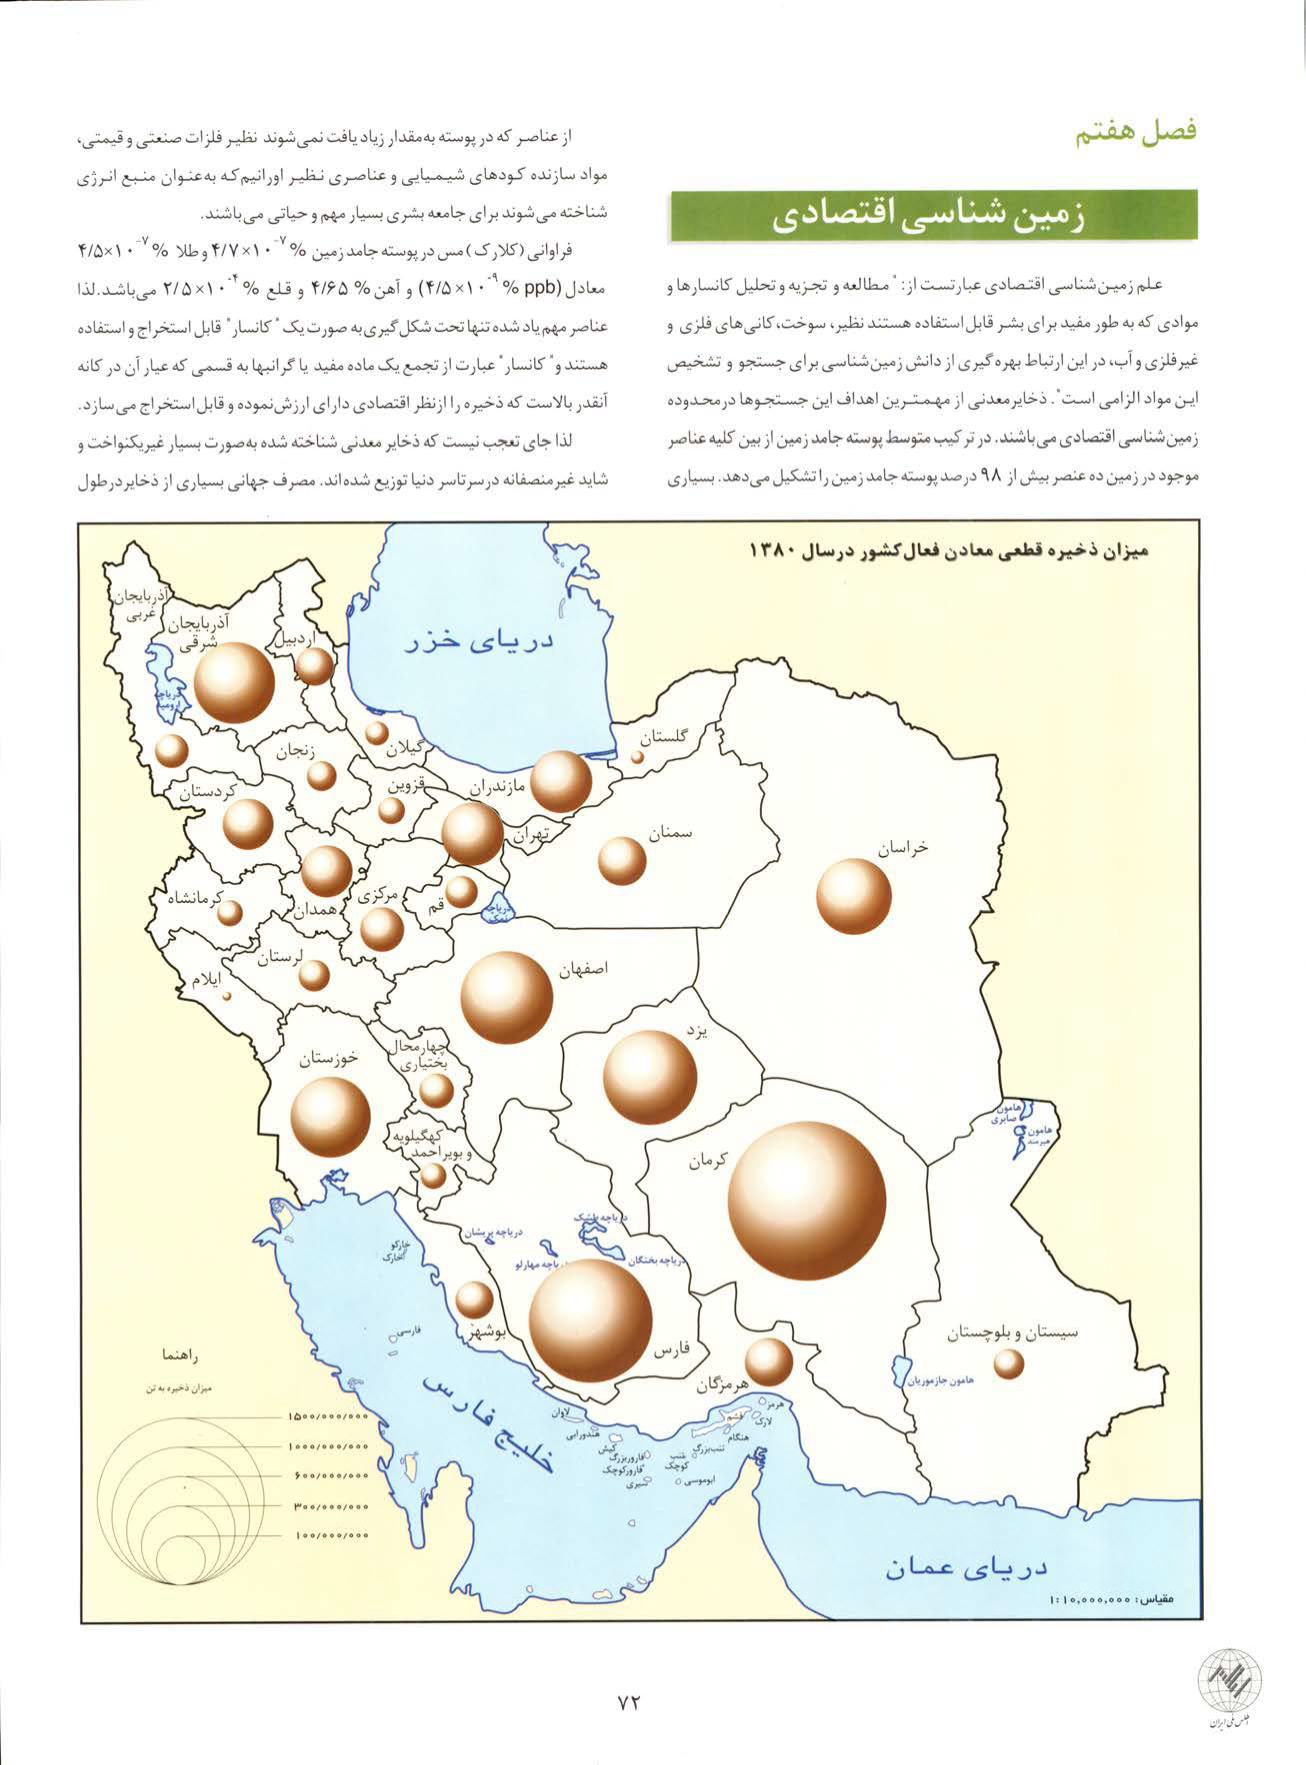 فصل هفتم
زمین شناسی اقتصادی
علم زمین‌شناسی اقتصادی عبارتست از: "مطالعه و تجزیه و تحلیل کانسارها و
موادی که به طور مفید برای بشر قابل استفاده هستند نظیر، سوخت، کانی‌های فلزی و
غیرفلزی و آب، در این ارتباط بهره گیری از دانش زمین‌شناسی برای جستجو و تشخیص
این مواد الزامی است". ذخایر معدنی از مهمترین اهداف این جستجوها در محدوده
زمین‌شناسی اقتصادی می‌باشند. در ترکیب متوسط پوسته جامد زمین از بین کلیه عناصر
موجود در زمین ده عنصر بیش از ۹۸ درصد پوسته جامد زمین را تشکیل می‌دهد. بسیاری
از عناصر که در پوسته به‌مقدار زیاد یافت نمی‌شوند نظیر فلزات صنعتی و قیمتی،
مواد سازنده کودهای شیمیایی و عناصری نظیر اورانیم که به‌عنوان منبع انرژی
شناخته می‌شوند برای جامعه بشری بسیار مهم و حیاتی می‌باشند.
فراوانی (کلارک) مس در پوسته جامد زمین % ۴/۷×۱۰⁻⁷ و طلا % ۴/۵×۱۰⁻⁷
معادل (۴/۵×۱۰⁻⁹ % ppb) و آهن % ۴/۶۵ و قلع % ۲/۵×۱۰⁻⁴ می‌باشد. لذا
عناصر مهم یاد شده تنها تحت شکل‌گیری به صورت یک "کانسار" قابل استخراج و استفاده
هستند و "کانسار" عبارت از تجمع یک ماده مفید یا گرانبها به قسمی که عیار آن در کانه
آنقدر بالاست که ذخیره را از نظر اقتصادی دارای ارزش نموده و قابل استخراج می‌سازد.
لذا جای تعجب نیست که ذخایر معدنی شناخته شده به‌صورت بسیار غیریکنواخت و
شاید غیرمنصفانه در سرتاسر دنیا توزیع شده‌اند. مصرف جهانی بسیاری از ذخایر در طول
میزان ذخیره قطعی معادن فعال کشور در سال ۱۳۸۰
دریای خزر
آذربایجان
غربی
آذربایجان
شرقی
اردبیل
دریاچه
ارومیه
گیلان
زنجان
گلستان
قزوین
مازندران
کردستان
تهران
سمنان
خراسان
کرمانشاه
همدان
مرکزی
قم
دریاچه
نمک
لرستان
ایلام
اصفهان
یزد
خوزستان
چهارمحال
بختیاری
کهگیلویه
و بویراحمد
کرمان
هامون
صابری
هامون
هیرمند
دریاچه طشک
دریاچه پریشان
دریاچه مهارلو
دریاچه بختگان
خارکو
خارک
بوشهر
فارس
فارسی
هرمزگان
سیستان و بلوچستان
هامون جازموریان
خلیج فارس
لاوان
هندورابی
کیش
فاروربزرگ
فارورکوچک
سیری
تنب‌بزرگ
تنب
کوچک
ابوموسی
هنگام
قشم
لارک
هرمز
دریای عمان
مقیاس: ۱:۱۰,۰۰۰,۰۰۰
راهنما
میزان ذخیره به تن
۱۵۰۰/۰۰۰/۰۰۰
۱۰۰۰/۰۰۰/۰۰۰
۶۰۰/۰۰۰/۰۰۰
۳۰۰/۰۰۰/۰۰۰
۱۰۰/۰۰۰/۰۰۰
۷۲
اطلس ملی ایران